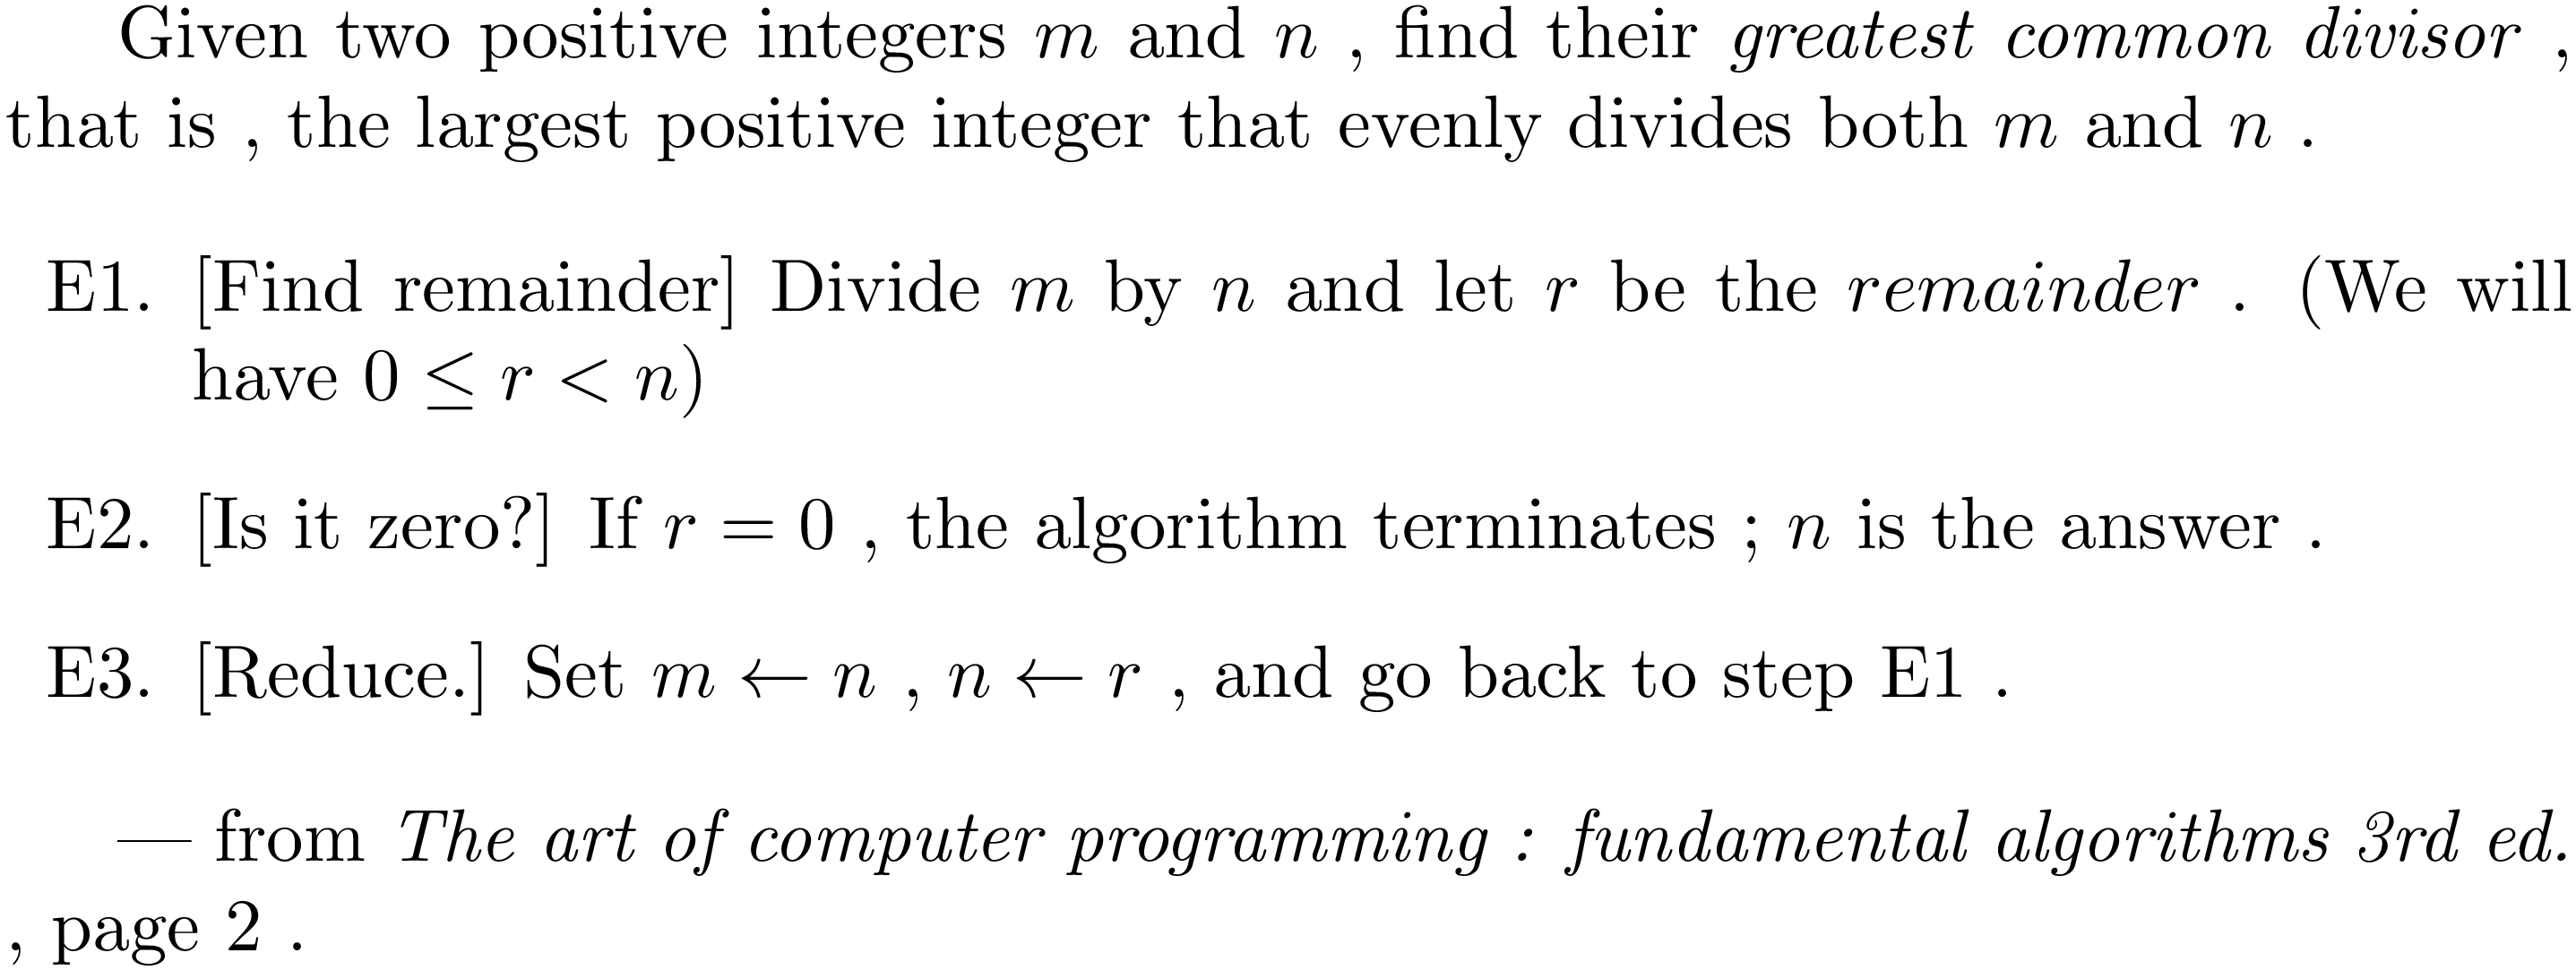 Given two positive integers m and n , find their greatest common divisor ,
that is , the largest positive integer that evenly divides both m and n .
E1. [Find remainder] Divide m by n and let r be the remainder . (We will
have 0 ≤ r < n)
E2. [Is it zero?] If r = 0 , the algorithm terminates ; n is the answer .
E3. [Reduce.] Set m ← n , n ← r , and go back to step E1 .
— from The art of computer programming : fundamental algorithms 3rd ed.
, page 2 .